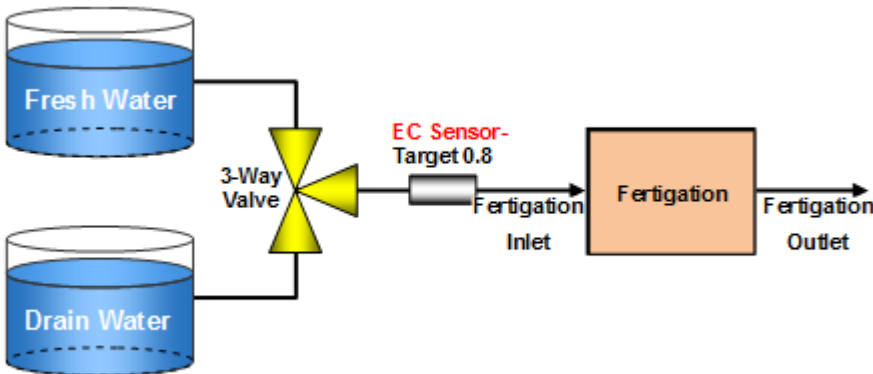 Fresh Water
EC Sensor-
Target 0.8
3-Way
Valve
Fertigation
Inlet
Fertigation
Fertigation
Outlet
Drain Water